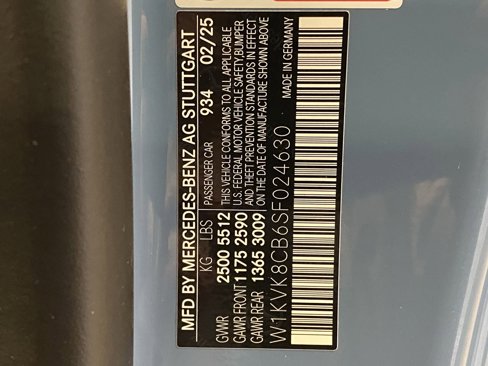 MFD BY MERCEDES-BENZ AG STUTTGART
KG LBS PASSENGER CAR 934 02/25
GVWR 2500 5512
GAWR FRONT 1175 2590
GAWR REAR 1365 3009
THIS VEHICLE CONFORMS TO ALL APPLICABLE
U.S. FEDERAL MOTOR VEHICLE SAFETY, BUMPER
AND THEFT PREVENTION STANDARDS IN EFFECT
ON THE DATE OF MANUFACTURE SHOWN ABOVE
W1KVK8CB6SF024630
MADE IN GERMANY